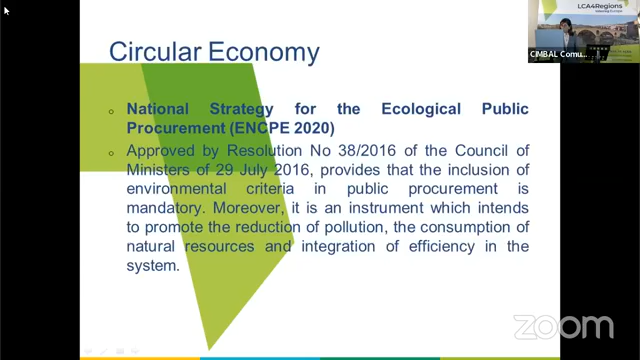 LCA4Regions
Interreg Europe
CIMBAL Comu...
Circular Economy
National Strategy for the Ecological Public
Procurement (ENCPE 2020)
Approved by Resolution No 38/2016 of the Council of
Ministers of 29 July 2016, provides that the inclusion of
environmental criteria in public procurement is
mandatory. Moreover, it is an instrument which intends
to promote the reduction of pollution, the consumption of
natural resources and integration of efficiency in the
system.
zoom